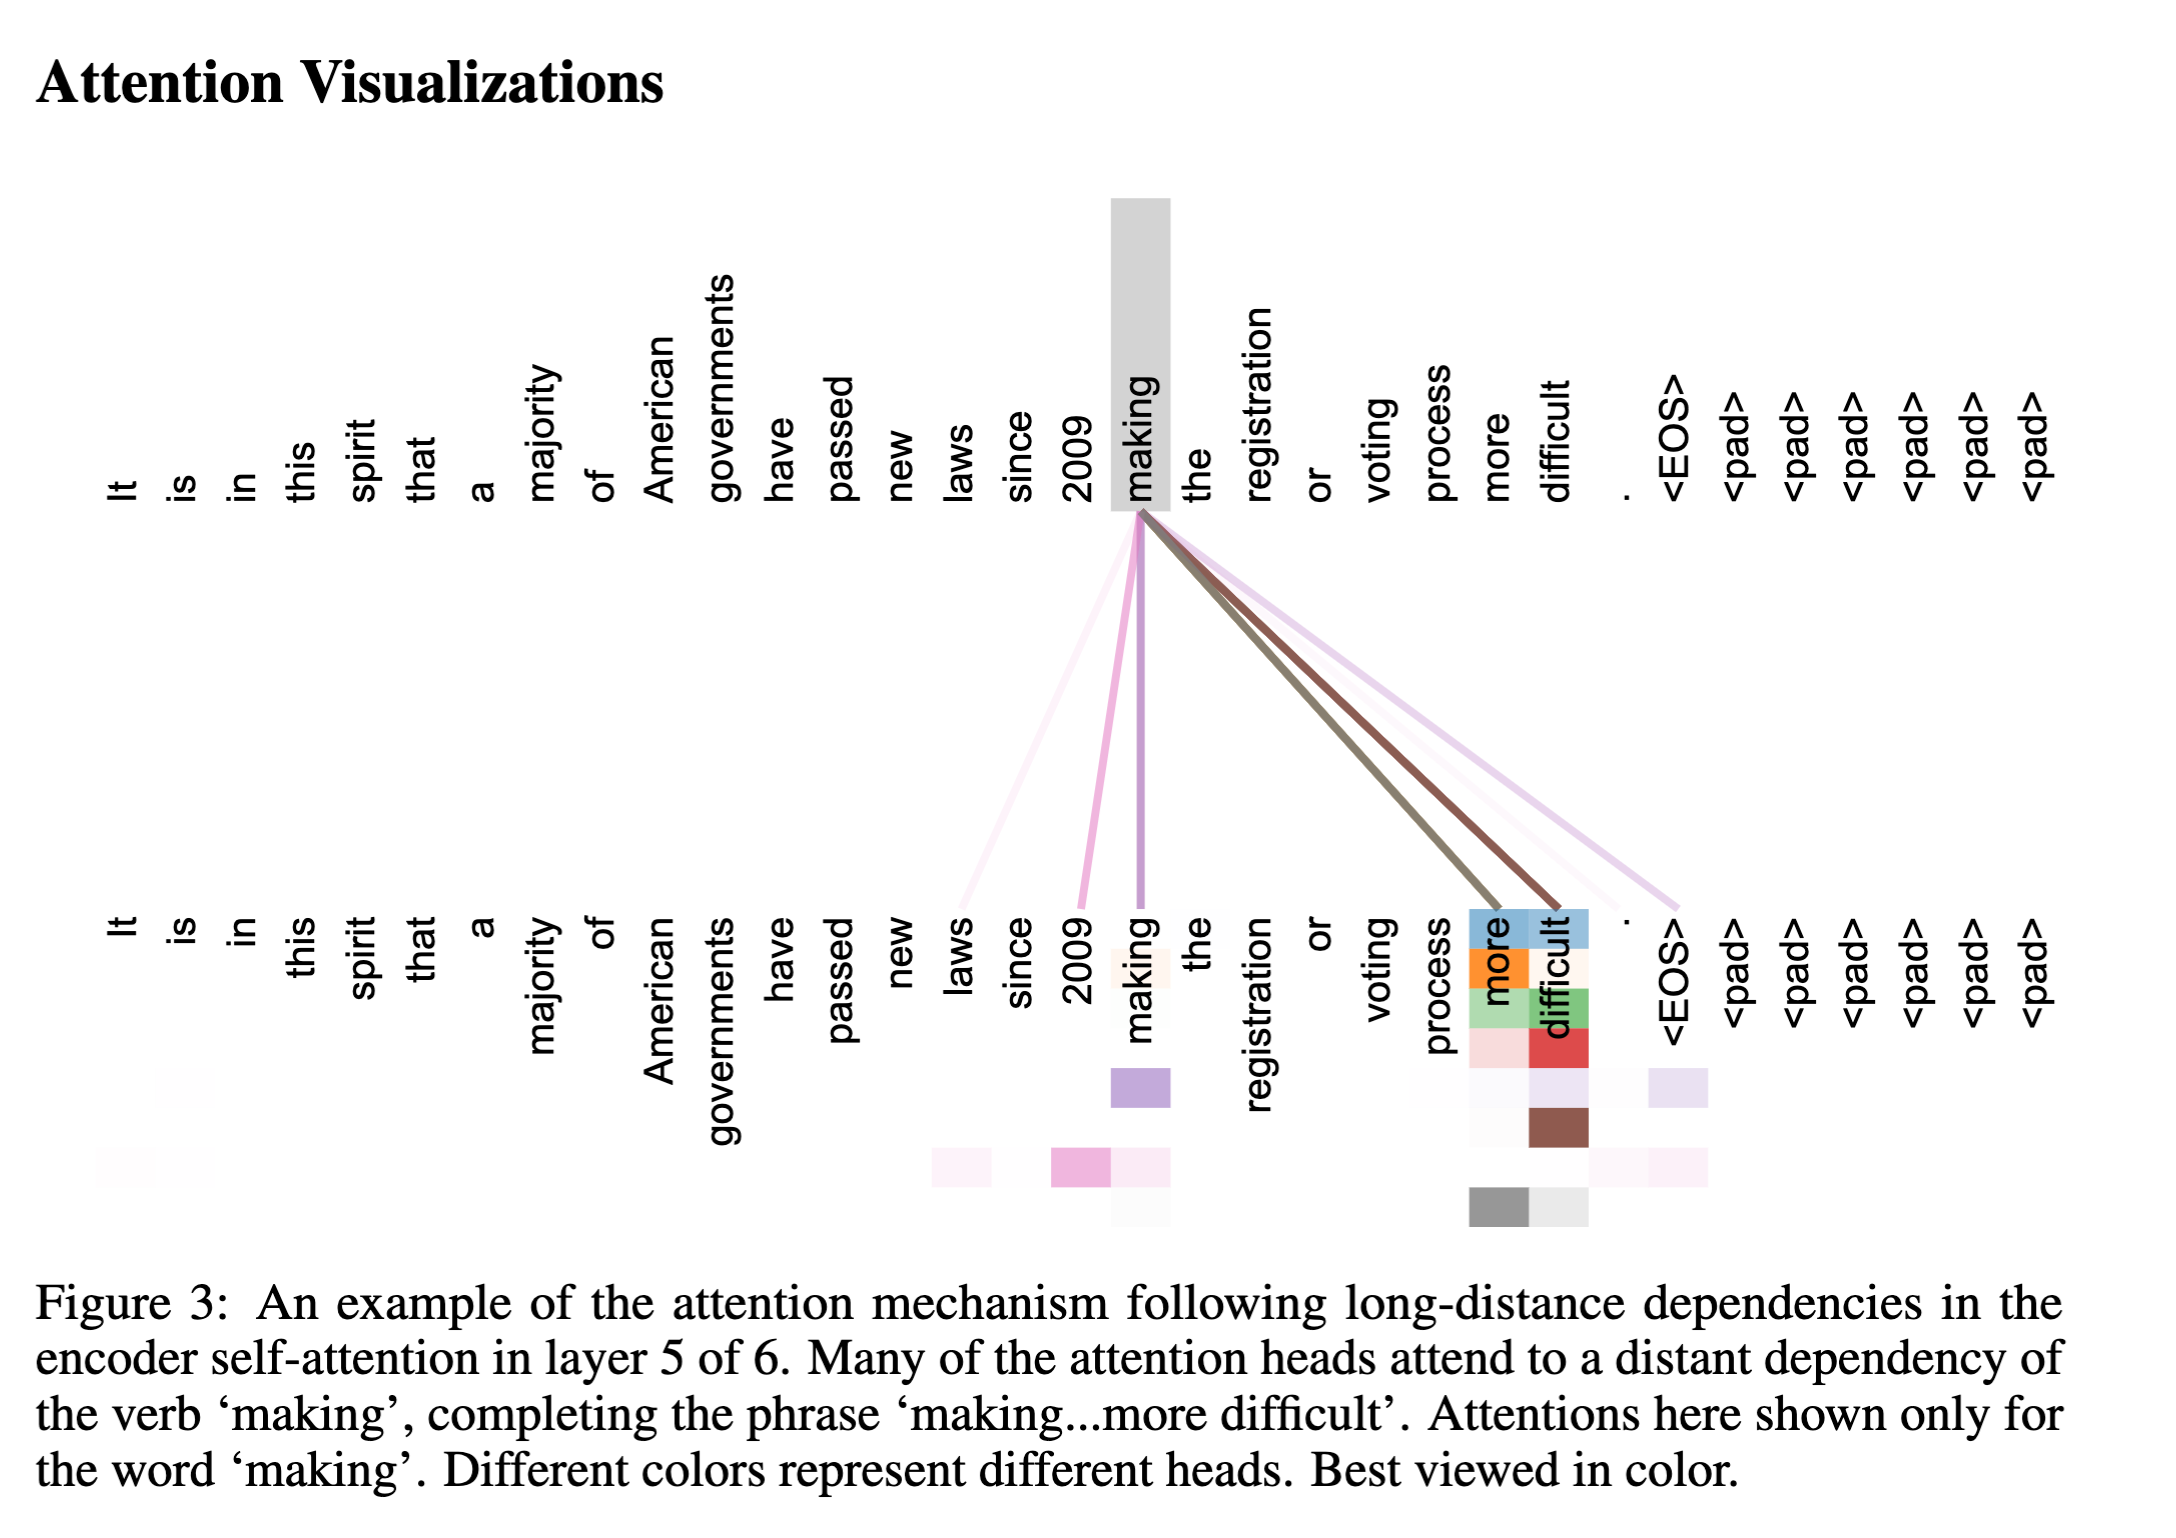 Attention Visualizations
It is in this spirit that a majority of American governments have passed new laws since 2009 making the registration or voting process more difficult . <EOS> <pad> <pad> <pad> <pad> <pad> <pad>
It is in this spirit that a majority of American governments have passed new laws since 2009 making the registration or voting process more difficult . <EOS> <pad> <pad> <pad> <pad> <pad> <pad>
Figure 3: An example of the attention mechanism following long-distance dependencies in the
encoder self-attention in layer 5 of 6. Many of the attention heads attend to a distant dependency of
the verb ‘making’, completing the phrase ‘making...more difficult’. Attentions here shown only for
the word ‘making’. Different colors represent different heads. Best viewed in color.